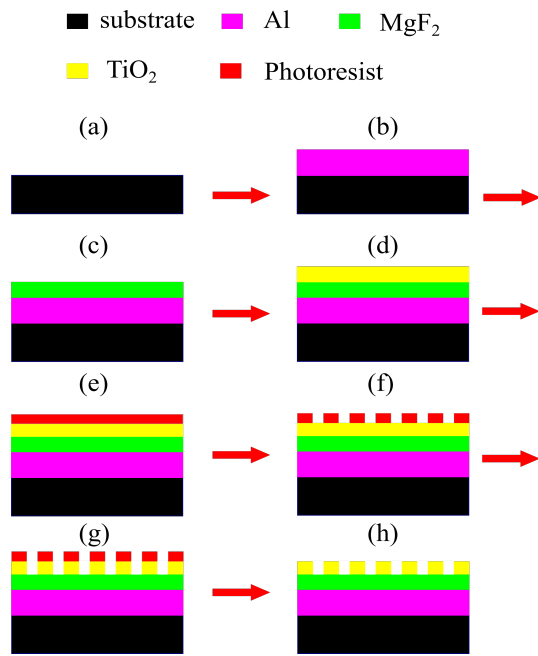 substrate Al MgF₂
TiO₂ Photoresist
(a) (b)
(c) (d)
(e) (f)
(g) (h)